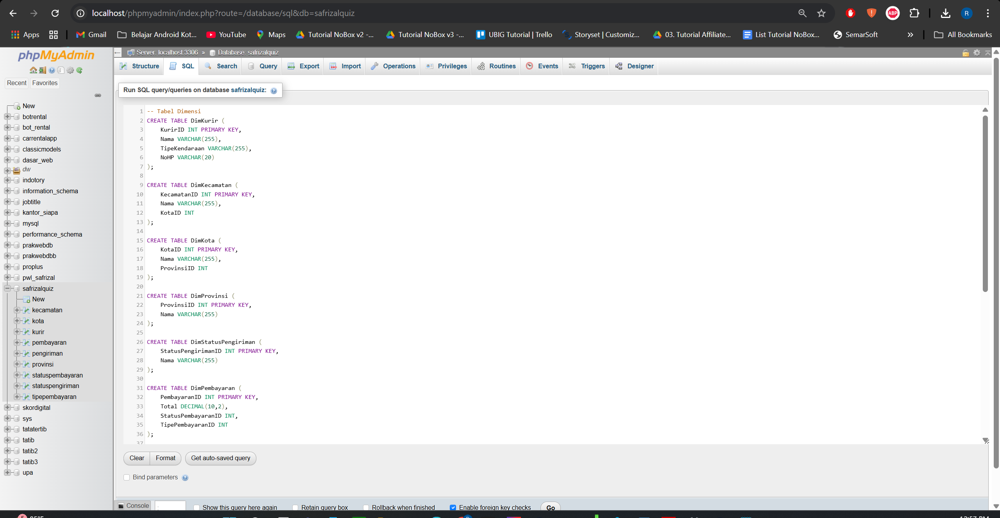 localhost/phpmyadmin/index.php?route=/database/sql&db=safrizalquiz
ABP
R
Apps
Gmail
Belajar Android Kot...
YouTube
Maps
Tutorial NoBox v2 -...
Tutorial NoBox v3 -...
UBIG Tutorial | Trello
Storyset | Customiz...
03. Tutorial Affiliate...
List Tutorial NoBox...
SemarSoft
All Bookmarks
phpMyAdmin
Recent
Favorites
New
botrental
bot_rental
carrentalapp
classicmodels
dasar_web
dw
indotory
information_schema
jobtitle
kantor_siapa
mysql
performance_schema
prakwebdb
prakwebdbb
proplus
pwl_safrizal
safrizalquiz
New
kecamatan
kota
kurir
pembayaran
pengiriman
provinsi
statuspembayaran
statuspengiriman
tipepembayaran
skordigital
sys
tatatertib
tatib
tatib2
tatib3
upa
Server: localhost:3306 » Database: safrizalquiz
Structure
SQL
Search
Query
Export
Import
Operations
Privileges
Routines
Events
Triggers
Designer
Run SQL query/queries on database safrizalquiz:
1 -- Tabel Dimensi
2 CREATE TABLE DimKurir (
3 KurirID INT PRIMARY KEY,
4 Nama VARCHAR(255),
5 TipeKendaraan VARCHAR(255),
6 NoHP VARCHAR(20)
7 );
8
9 CREATE TABLE DimKecamatan (
10 KecamatanID INT PRIMARY KEY,
11 Nama VARCHAR(255),
12 KotaID INT
13 );
14
15 CREATE TABLE DimKota (
16 KotaID INT PRIMARY KEY,
17 Nama VARCHAR(255),
18 ProvinsiID INT
19 );
20
21 CREATE TABLE DimProvinsi (
22 ProvinsiID INT PRIMARY KEY,
23 Nama VARCHAR(255)
24 );
25
26 CREATE TABLE DimStatusPengiriman (
27 StatusPengirimanID INT PRIMARY KEY,
28 Nama VARCHAR(255)
29 );
30
31 CREATE TABLE DimPembayaran (
32 PembayaranID INT PRIMARY KEY,
33 Total DECIMAL(10,2),
34 StatusPembayaranID INT,
35 TipePembayaranID INT
36 );
37
Clear
Format
Get auto-saved query
Bind parameters
Console
;
Show this query here again
Retain query box
Rollback when finished
Enable foreign key checks
Go